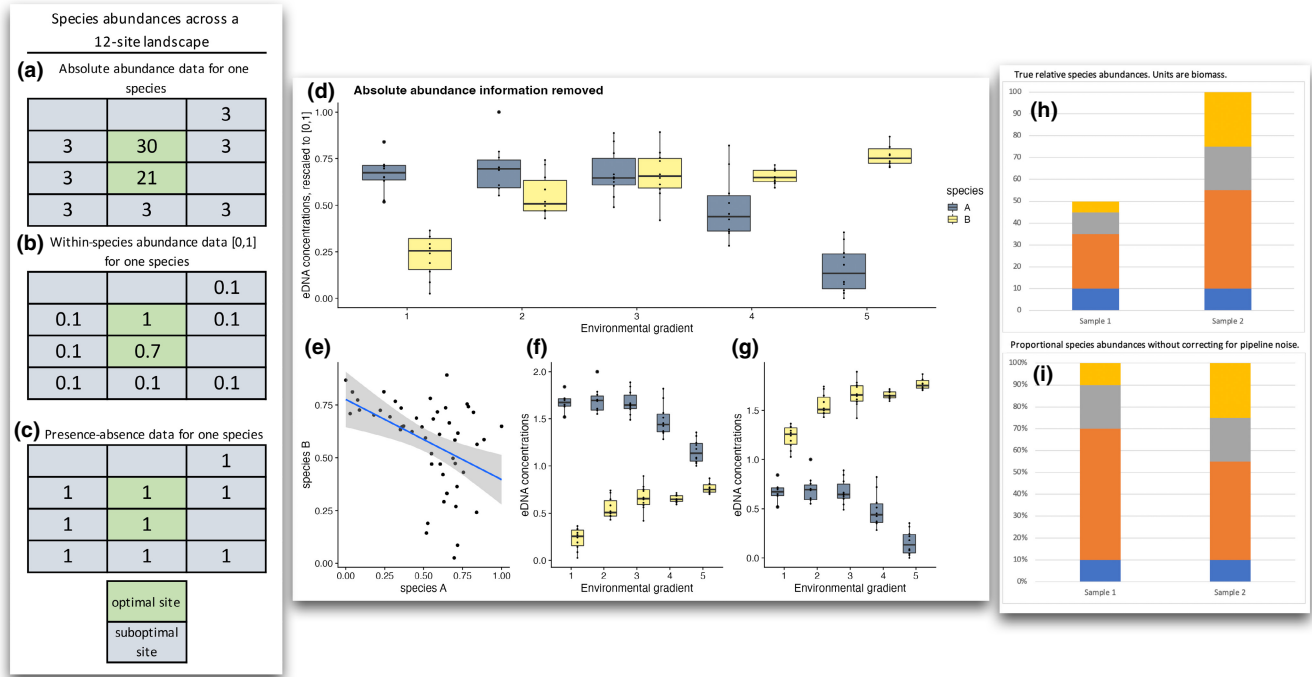 Species abundances across a
12-site landscape
(a) Absolute abundance data for one
species
3
3 30 3
3 21
3 3 3
(b) Within-species abundance data [0,1]
for one species
0.1
0.1 1 0.1
0.1 0.7
0.1 0.1 0.1
(c) Presence-absence data for one species
1
1 1 1
1 1
1 1 1
optimal site
suboptimal
site
(d) Absolute abundance information removed
eDNA concentrations, rescaled to [0,1]
1.00
0.75
0.50
0.25
0.00
1 2 3 4 5
Environmental gradient
species
A
B
(e)
species B
0.75
0.50
0.25
0.00
0.00 0.25 0.50 0.75 1.00
species A
(f)
eDNA concentrations
2.0
1.5
1.0
0.5
0.0
1 2 3 4 5
Environmental gradient
(g)
eDNA concentrations
1.5
1.0
0.5
0.0
1 2 3 4 5
Environmental gradient
True relative species abundances. Units are biomass.
(h)
100
90
80
70
60
50
40
30
20
10
0
Sample 1 Sample 2
Proportional species abundances without correcting for pipeline noise.
(i)
100%
90%
80%
70%
60%
50%
40%
30%
20%
10%
0%
Sample 1 Sample 2